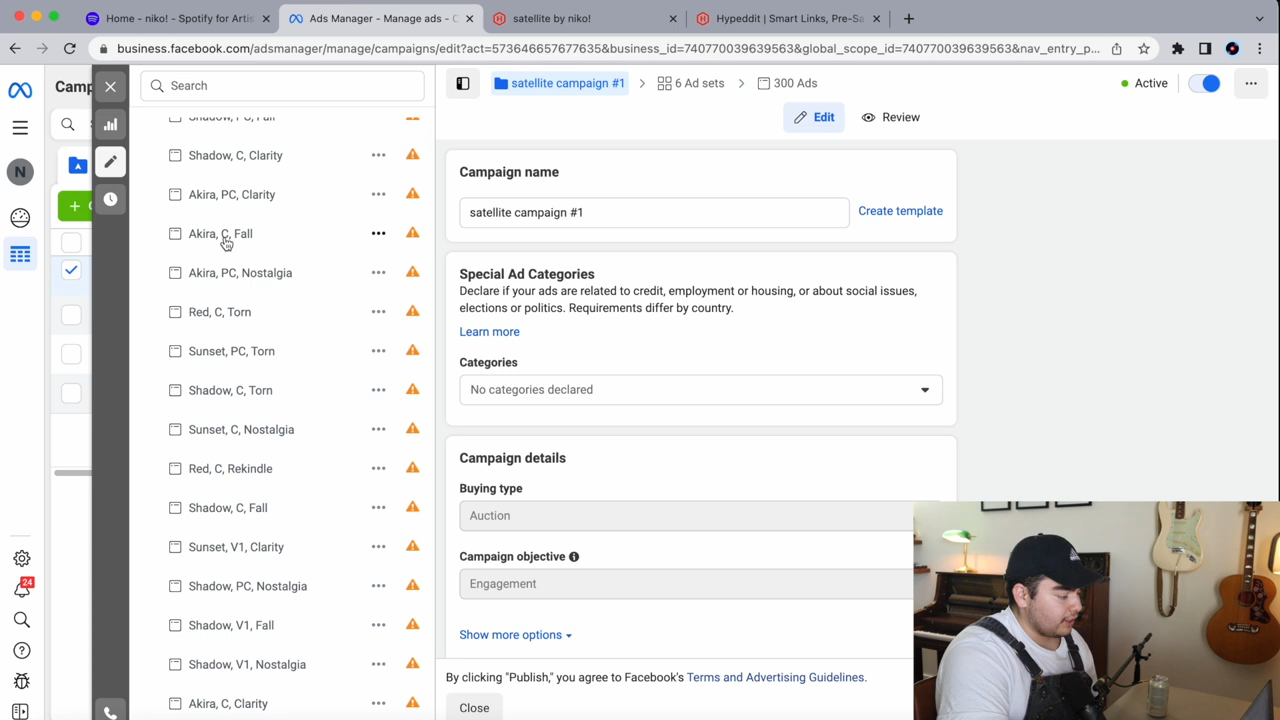 Home - niko! - Spotify for Artis
Ads Manager - Manage ads - C
satellite by niko!
Hypeddit | Smart Links, Pre-Sa
business.facebook.com/adsmanager/manage/campaigns/edit?act=573646657677635&business_id=740770039639563&global_scope_id=740770039639563&nav_entry_p...
Camp
Search
satellite campaign #1
6 Ad sets
300 Ads
Active
Edit
Review
Shadow, PC, Fall
Shadow, C, Clarity
Akira, PC, Clarity
Akira, C, Fall
Akira, PC, Nostalgia
Red, C, Torn
Sunset, PC, Torn
Shadow, C, Torn
Sunset, C, Nostalgia
Red, C, Rekindle
Shadow, C, Fall
Sunset, V1, Clarity
Shadow, PC, Nostalgia
Shadow, V1, Fall
Shadow, V1, Nostalgia
Akira, C, Clarity
N
24
Campaign name
satellite campaign #1
Create template
Special Ad Categories
Declare if your ads are related to credit, employment or housing, or about social issues,
elections or politics. Requirements differ by country.
Learn more
Categories
No categories declared
Campaign details
Buying type
Auction
Campaign objective
Engagement
Show more options
By clicking "Publish," you agree to Facebook's Terms and Advertising Guidelines.
Close